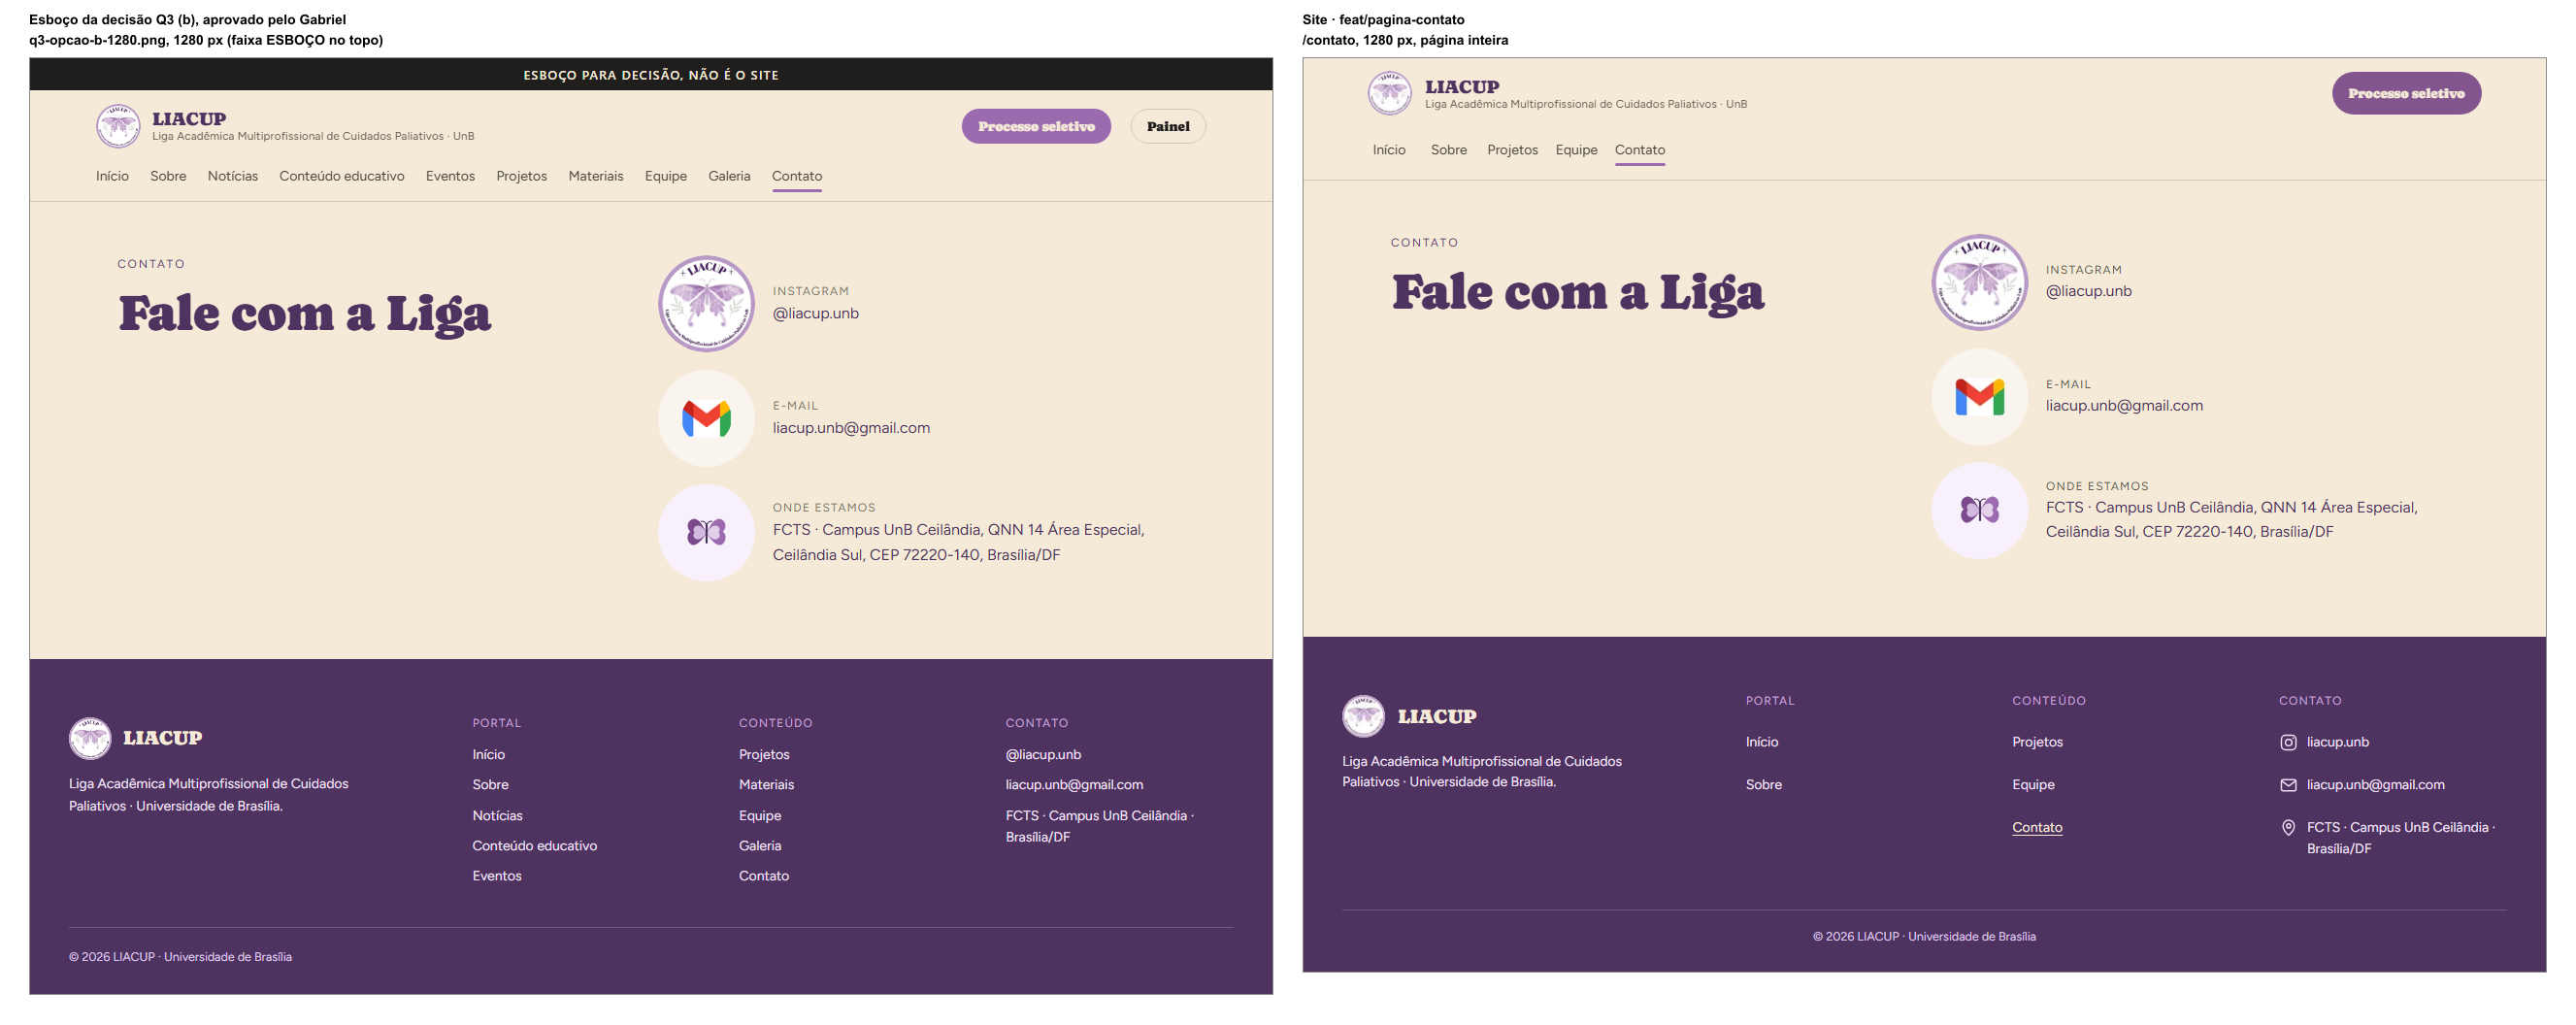 Esboço da decisão Q3 (b), aprovado pelo Gabriel
q3-opcao-b-1280.png, 1280 px (faixa ESBOÇO no topo)
ESBOÇO PARA DECISÃO, NÃO É O SITE
LIACUP
Liga Acadêmica Multiprofissional de Cuidados Paliativos · UnB
Processo seletivo
Painel
Início Sobre Notícias Conteúdo educativo Eventos Projetos Materiais Equipe Galeria Contato
CONTATO
Fale com a Liga
LIACUP
INSTAGRAM
@liacup.unb
E-MAIL
liacup.unb@gmail.com
ONDE ESTAMOS
FCTS · Campus UnB Ceilândia, QNN 14 Área Especial,
Ceilândia Sul, CEP 72220-140, Brasília/DF
LIACUP
Liga Acadêmica Multiprofissional de Cuidados
Paliativos · Universidade de Brasília.
PORTAL
Início
Sobre
Notícias
Conteúdo educativo
Eventos
CONTEÚDO
Projetos
Materiais
Equipe
Galeria
Contato
CONTATO
@liacup.unb
liacup.unb@gmail.com
FCTS · Campus UnB Ceilândia ·
Brasília/DF
© 2026 LIACUP · Universidade de Brasília
Site · feat/pagina-contato
/contato, 1280 px, página inteira
LIACUP
Liga Acadêmica Multiprofissional de Cuidados Paliativos · UnB
Processo seletivo
Início Sobre Projetos Equipe Contato
CONTATO
Fale com a Liga
LIACUP
INSTAGRAM
@liacup.unb
E-MAIL
liacup.unb@gmail.com
ONDE ESTAMOS
FCTS · Campus UnB Ceilândia, QNN 14 Área Especial,
Ceilândia Sul, CEP 72220-140, Brasília/DF
LIACUP
Liga Acadêmica Multiprofissional de Cuidados
Paliativos · Universidade de Brasília.
PORTAL
Início
Sobre
CONTEÚDO
Projetos
Equipe
Contato
CONTATO
liacup.unb
liacup.unb@gmail.com
FCTS · Campus UnB Ceilândia ·
Brasília/DF
© 2026 LIACUP · Universidade de Brasília